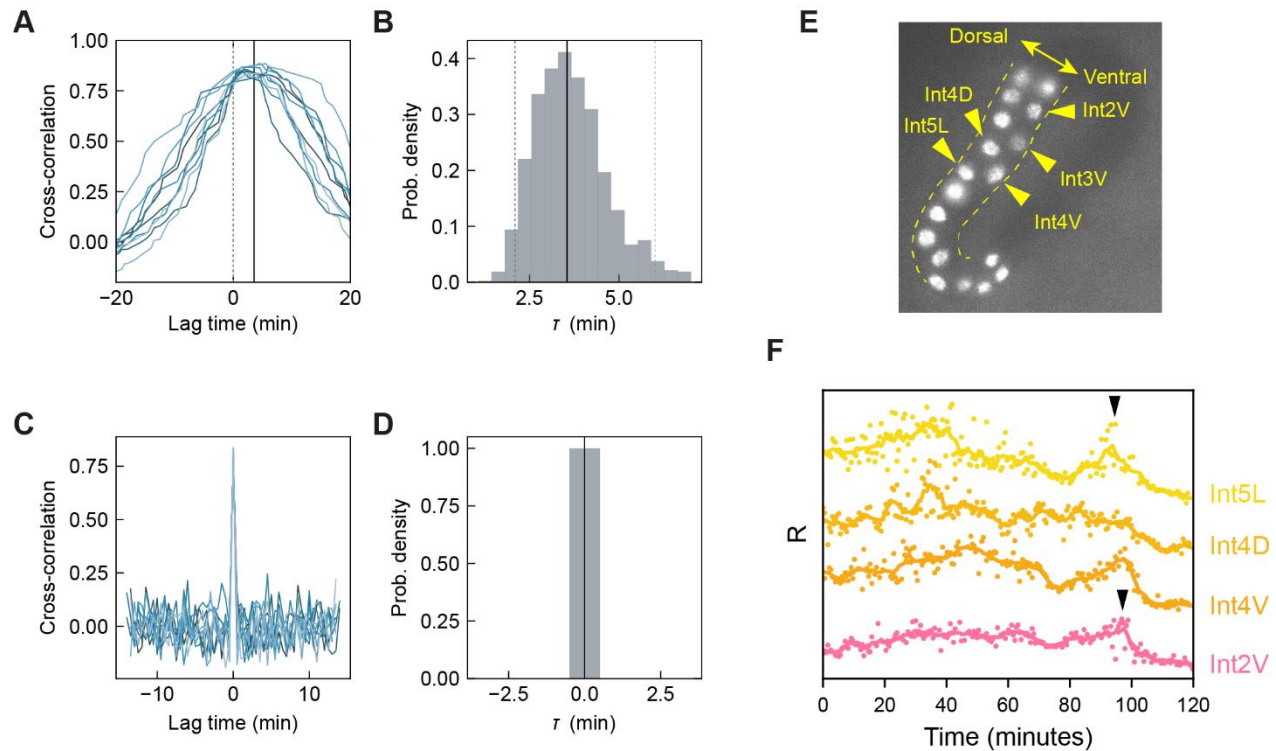 A
Cross-correlation
1.00
0.75
0.50
0.25
0.00
−20
0
20
Lag time (min)
B
Prob. density
0.4
0.3
0.2
0.1
0.0
2.5
5.0
τ (min)
E
Dorsal
Ventral
Int4D
Int2V
Int5L
Int3V
Int4V
C
Cross-correlation
0.75
0.50
0.25
0.00
−10
0
10
Lag time (min)
D
Prob. density
1.00
0.75
0.50
0.25
0.00
−2.5
0.0
2.5
τ (min)
F
R
Int5L
Int4D
Int4V
Int2V
0
20
40
60
80
100
120
Time (minutes)